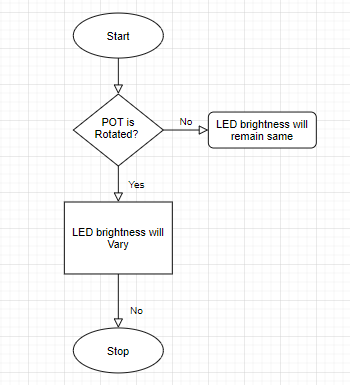 Start
POT is
Rotated?
No
LED brightness will
remain same
Yes
LED brightness will
Vary
No
Stop